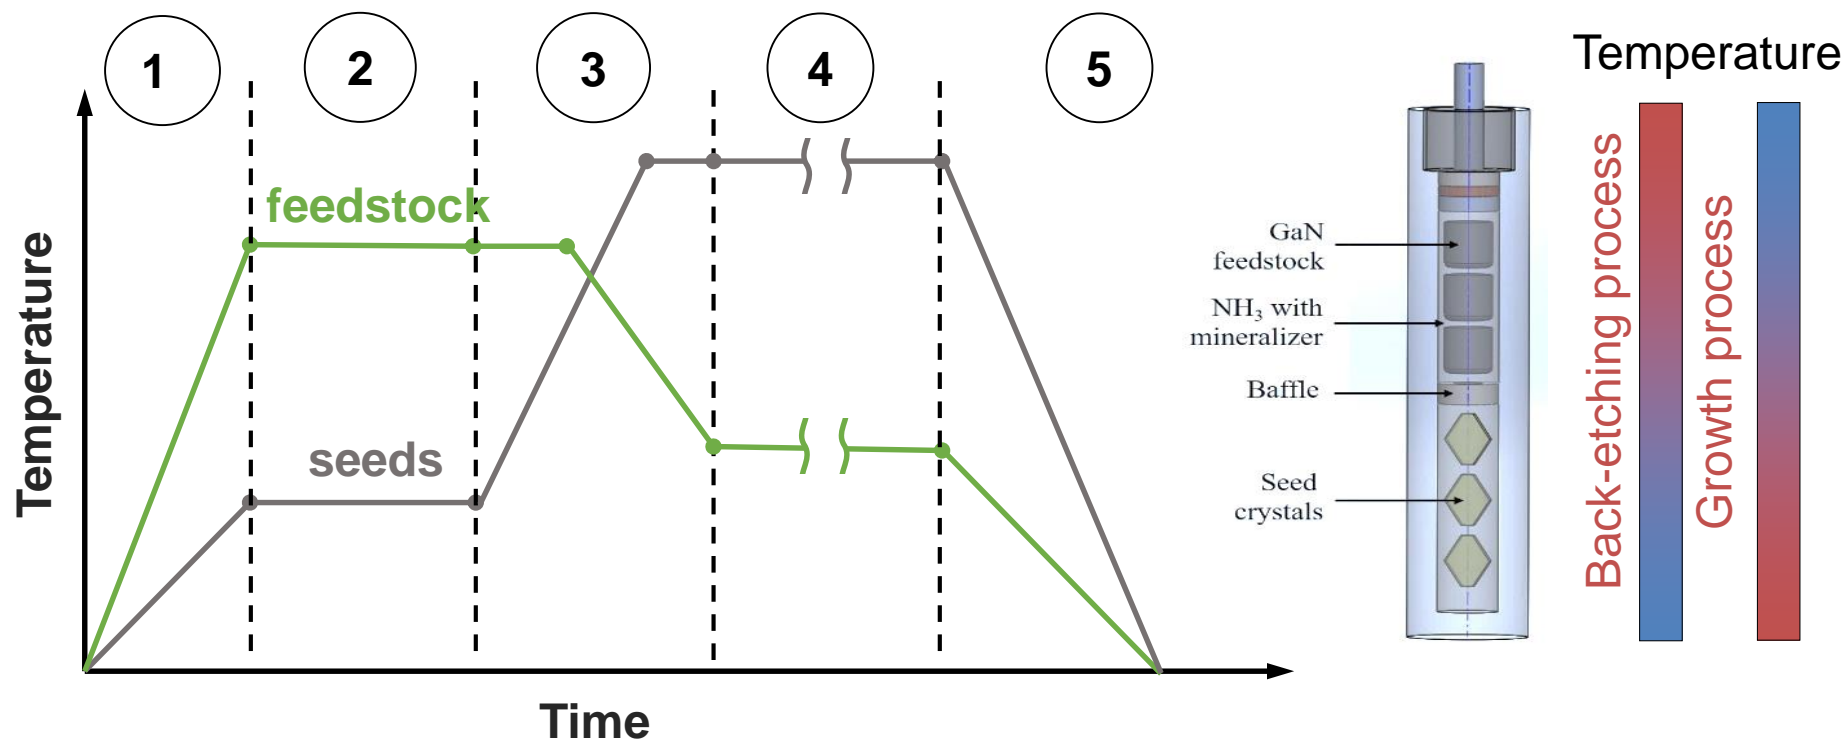 1
2
3
4
5
Temperature
feedstock
seeds
Temperature
Time
GaN
feedstock
NH₃ with
mineralizer
Baffle
Seed
crystals
Back-etching process
Growth process